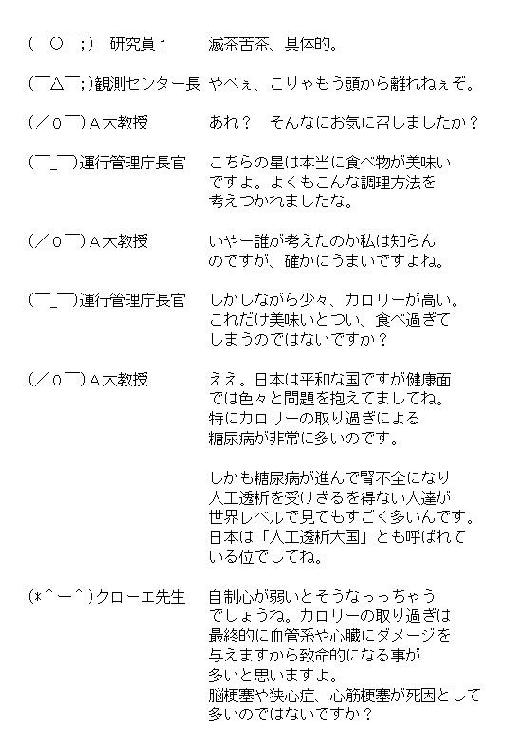 (　○　;)　研究員１　　滅茶苦茶、具体的。
(￣△￣;)観測センター長　やべぇ、こりゃもう頭から離れねぇぞ。
(／０￣)Ａ大教授　　あれ？　そんなにお気に召しましたか？
(￣_￣)運行管理庁長官　こちらの星は本当に食べ物が美味い
ですよ。よくもこんな調理方法を
考えつかれましたな。
(／０￣)Ａ大教授　　いやー誰が考えたのか私は知らん
のですが、確かにうまいですよね。
(￣_￣)運行管理庁長官　しかしながら少々、カロリーが高い。
これだけ美味いとつい、食べ過ぎて
しまうのではないですか？
(／０￣)Ａ大教授　　ええ。日本は平和な国ですが健康面
では色々と問題を抱えてましてね。
特にカロリーの取り過ぎによる
糖尿病が非常に多いのです。
しかも糖尿病が進んで腎不全になり
人工透析を受けざるを得ない人達が
世界レベルで見てもすごく多いんです。
日本は「人工透析大国」とも呼ばれて
いる位でしてね。
(*＾ー＾)クローエ先生　自制心が弱いとそうなっっちゃう
でしょうね。カロリーの取り過ぎは
最終的に血管系や心臓にダメージを
与えますから致命的になる事が
多いと思いますよ。
脳梗塞や狭心症、心筋梗塞が死因として
多いのではないですか？